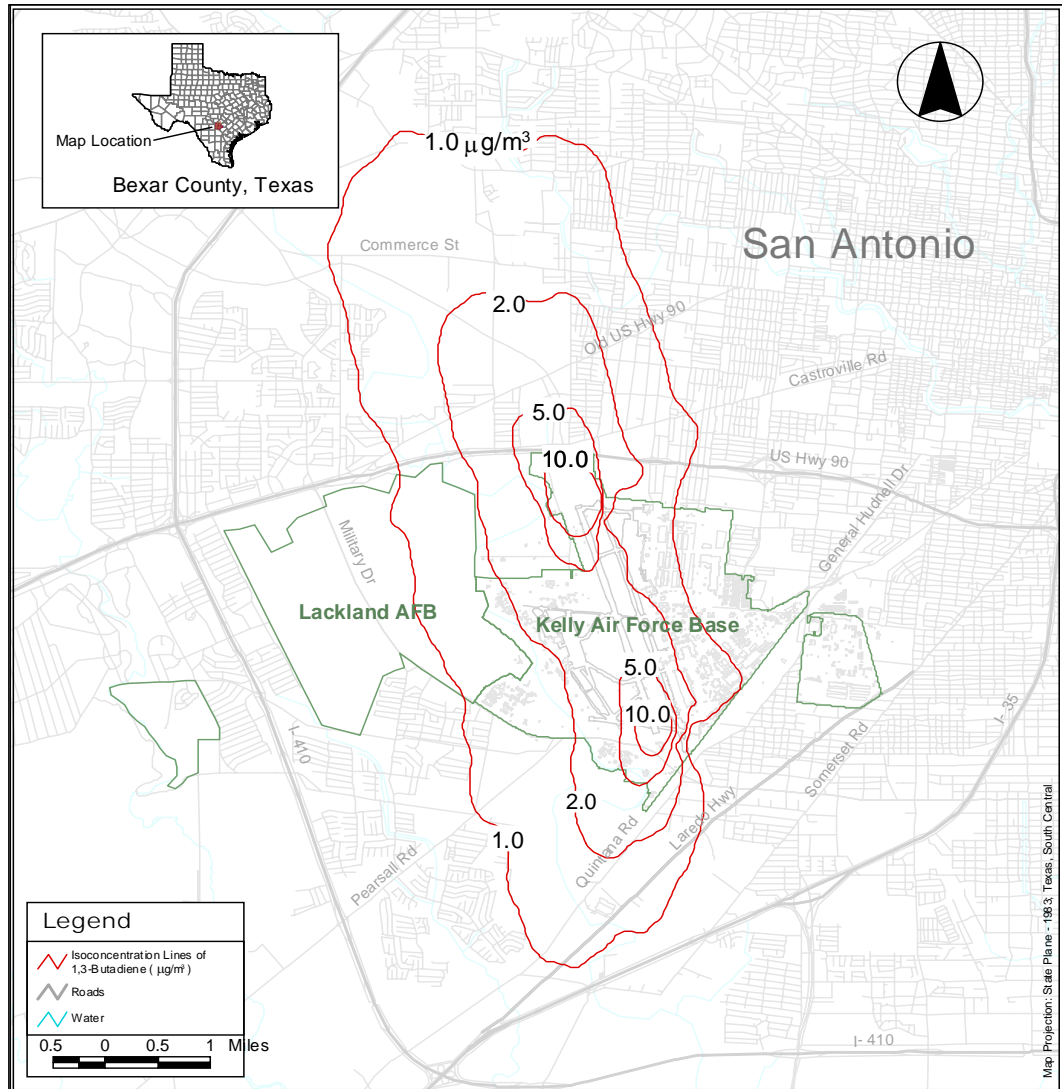 Map Location
Bexar County, Texas
1.0 µg/m³
San Antonio
Commerce St
2.0
Old US Hwy 90
Castroville Rd
5.0
10.0
US Hwy 90
General Hudnell Dr
Military Dr
Lackland AFB
Kelly Air Force Base
5.0
10.0
I-35
I-410
Somerset Rd
2.0
Laredo Hwy
Quintana Rd
1.0
Pearsall Rd
Legend
Isoconcentration Lines of
1,3-Butadiene ( µg/m³ )
Roads
Water
0.5 0 0.5 1 Miles
I-410
Map Projection: State Plane - 1983; Texas, South Central